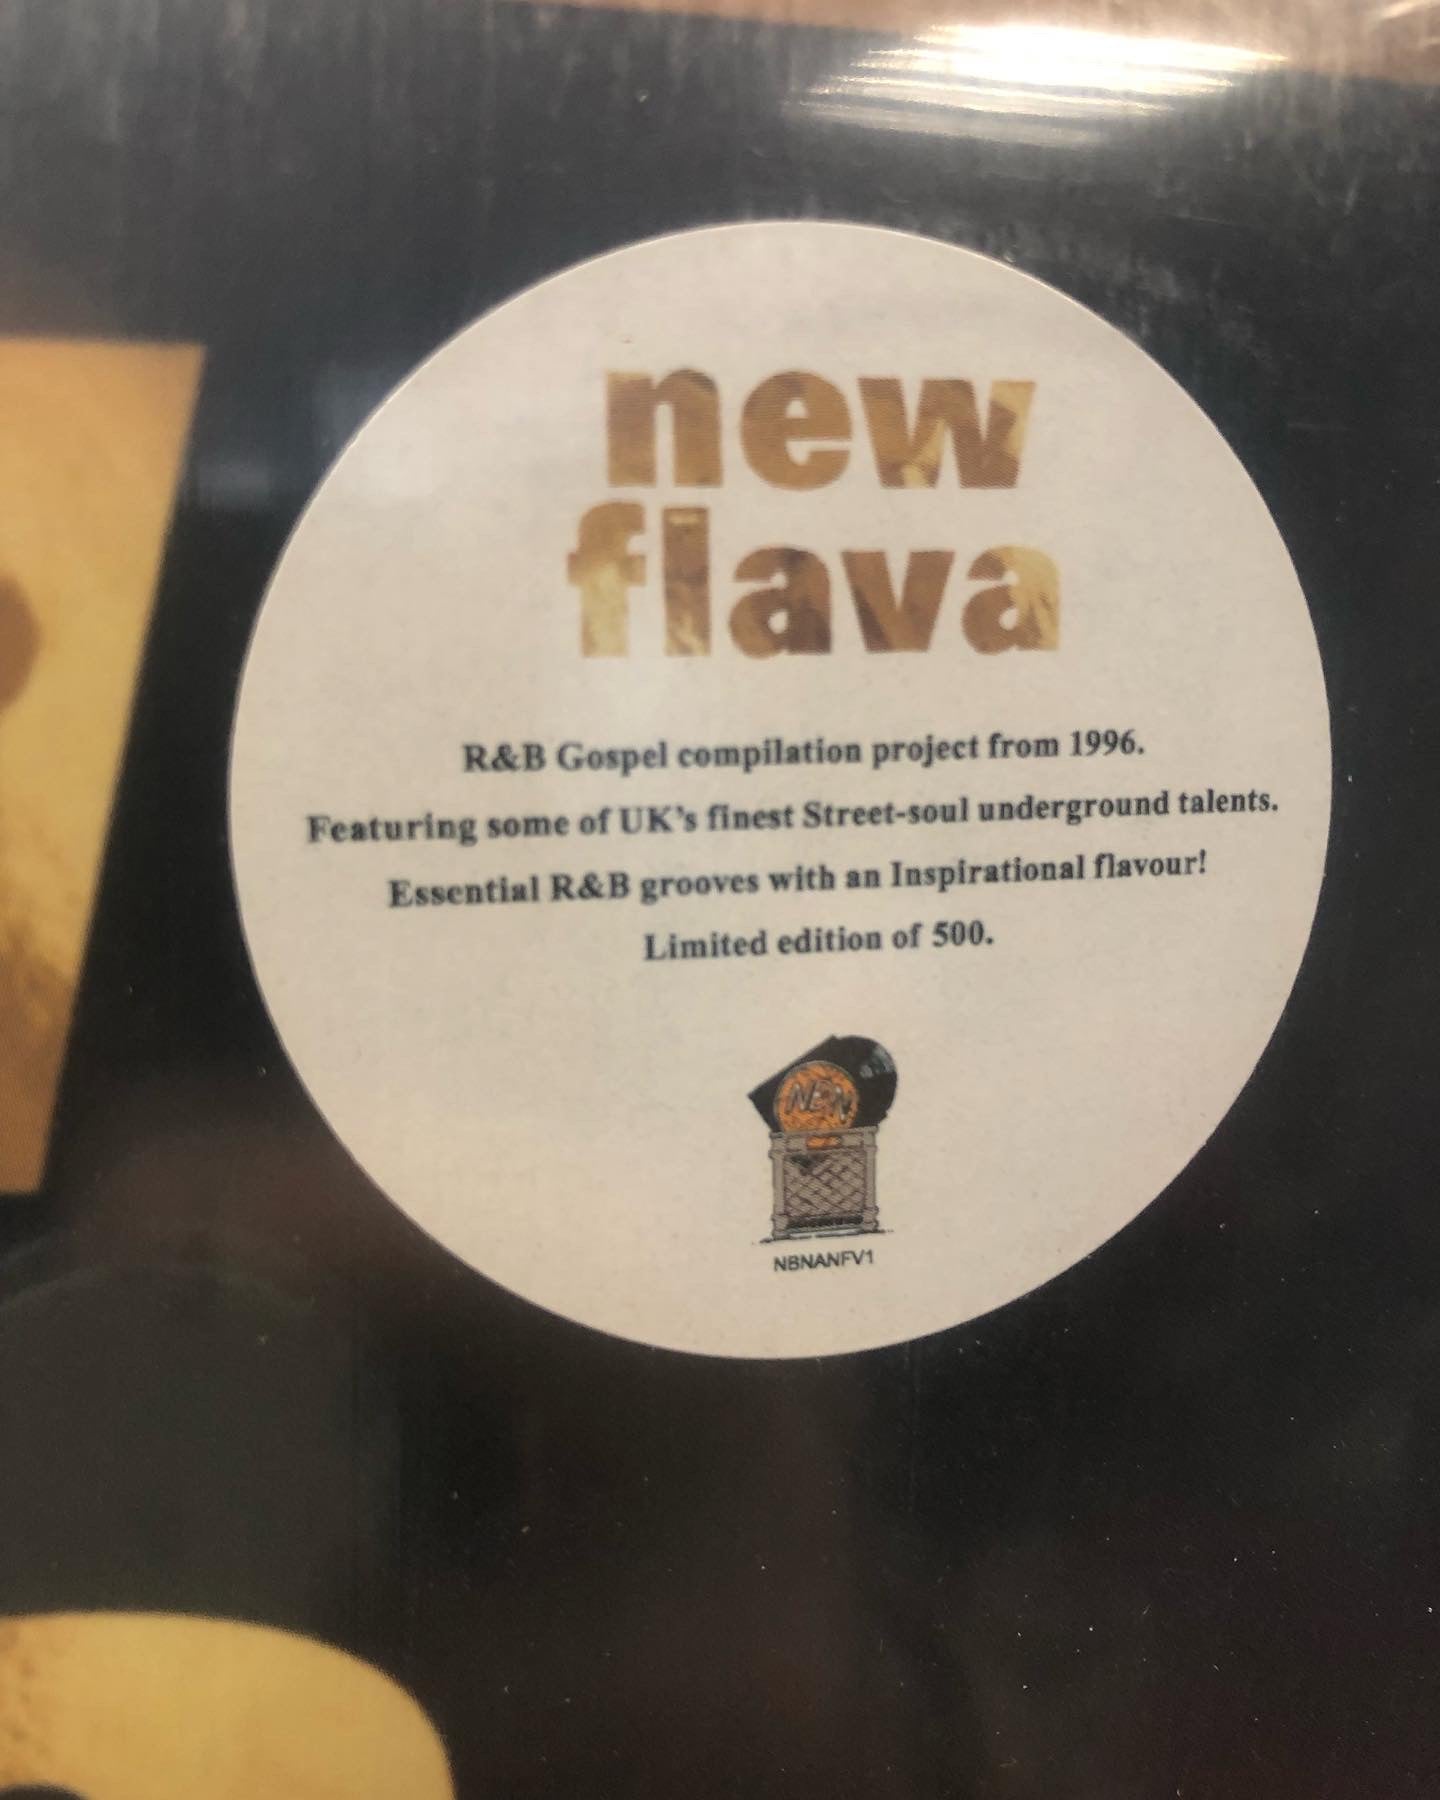 new
flava
R&B Gospel compilation project from 1996.
Featuring some of UK's finest Street-soul underground talents.
Essential R&B grooves with an Inspirational flavour!
Limited edition of 500.
NBN
NBNANFV1